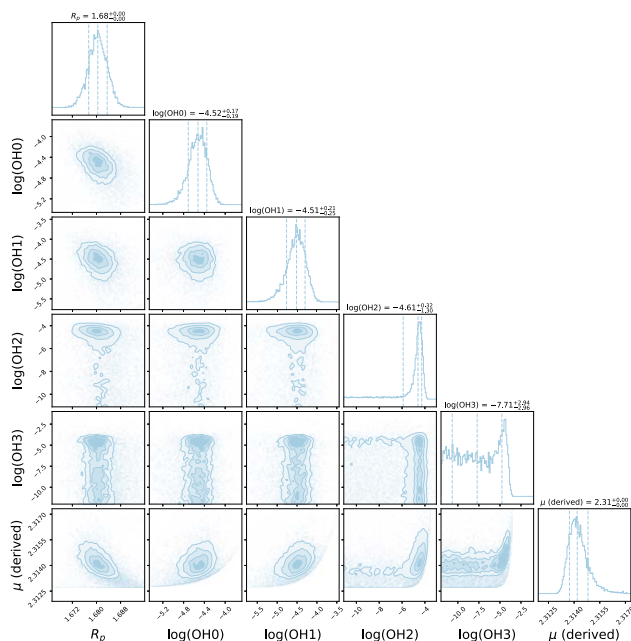 R_p = 1.68^{+0.00}_{−0.00}
log(OH0) = −4.52^{+0.17}_{−0.19}
−4.0
−4.4
−4.8
−5.2
log(OH0)
log(OH1) = −4.51^{+0.21}_{−0.25}
−3.5
−4.0
−4.5
−5.0
−5.5
log(OH1)
log(OH2) = −4.61^{+0.32}_{−1.30}
−4
−6
−8
−10
log(OH2)
log(OH3) = −7.71^{+2.94}_{−2.96}
−2.5
−5.0
−7.5
−10.0
log(OH3)
μ (derived) = 2.31^{+0.00}_{−0.00}
2.3170
2.3155
2.3140
2.3125
μ (derived)
1.672 1.680 1.688
−5.2 −4.8 −4.4 −4.0
−5.5 −5.0 −4.5 −4.0 −3.5
−10 −8 −6 −4
−10.0 −7.5 −5.0 −2.5
2.3125 2.3140 2.3155 2.3170
R_p log(OH0) log(OH1) log(OH2) log(OH3) μ (derived)